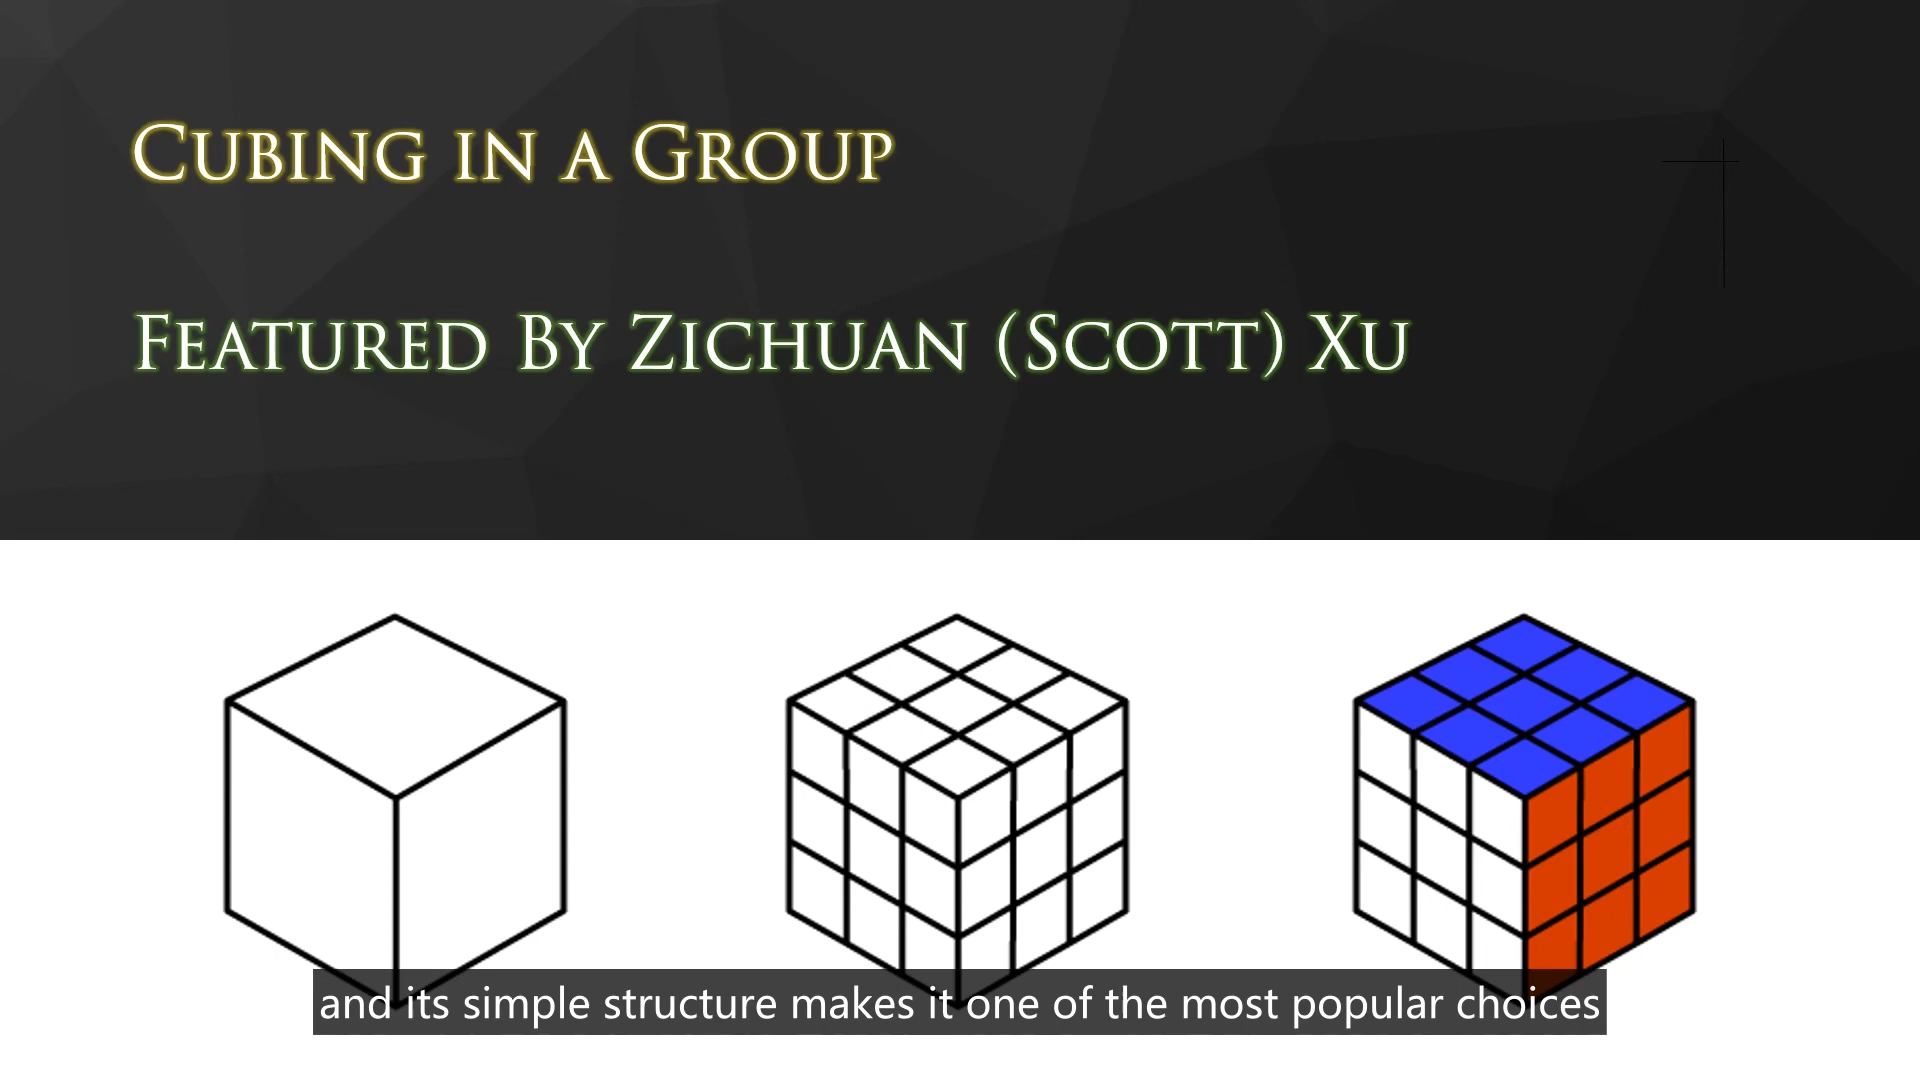 Cubing in a Group
Featured By Zichuan (Scott) Xu
and its simple structure makes it one of the most popular choices